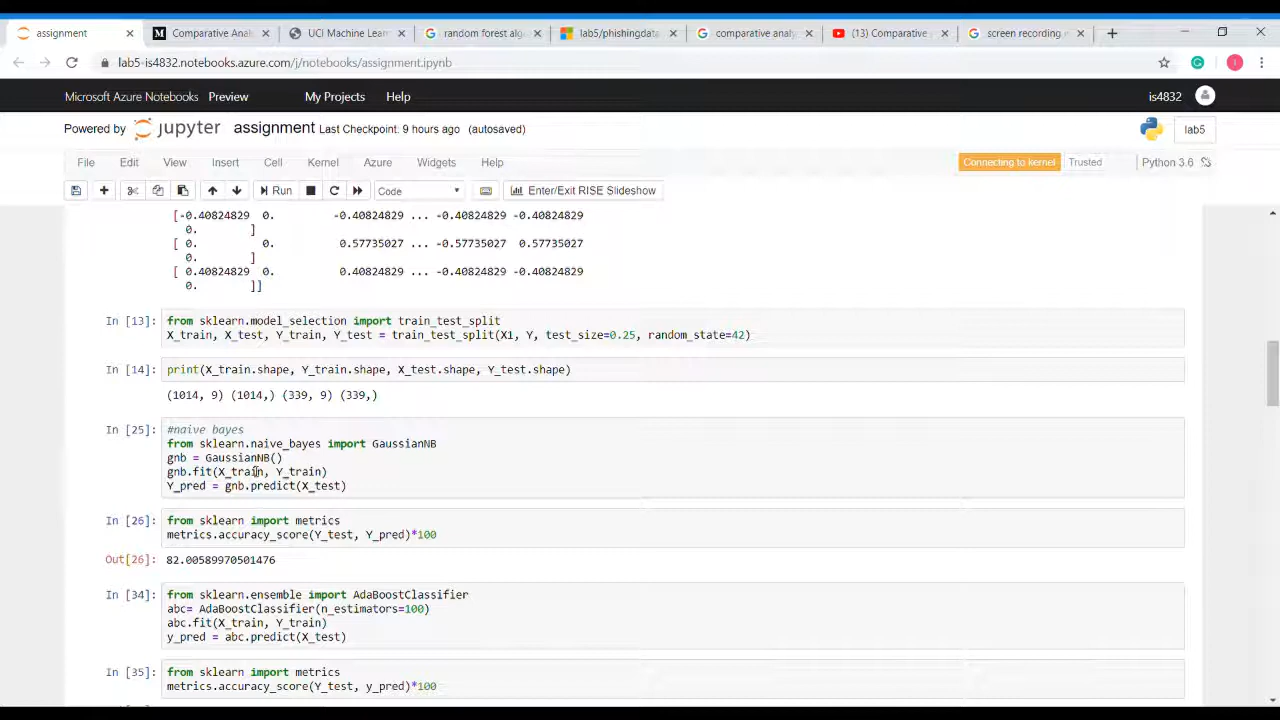 assignment
Comparative Anal
UCI Machine Lear
random forest alg
lab5/phishingdata
comparative analy
(13) Comparative
screen recording m
lab5-is4832.notebooks.azure.com/j/notebooks/assignment.ipynb
Microsoft Azure Notebooks Preview My Projects Help is4832
Powered by jupyter assignment Last Checkpoint: 9 hours ago (autosaved) lab5
File Edit View Insert Cell Kernel Azure Widgets Help Connecting to kernel Trusted Python 3.6
Run Code Enter/Exit RISE Slideshow
[-0.40824829 0. -0.40824829 ... -0.40824829 -0.40824829
0. ]
[ 0. 0. 0.57735027 ... -0.57735027 0.57735027
0. ]
[ 0.40824829 0. 0.40824829 ... -0.40824829 -0.40824829
0. ]]
In [13]: from sklearn.model_selection import train_test_split
X_train, X_test, Y_train, Y_test = train_test_split(X1, Y, test_size=0.25, random_state=42)
In [14]: print(X_train.shape, Y_train.shape, X_test.shape, Y_test.shape)
(1014, 9) (1014,) (339, 9) (339,)
In [25]: #naive bayes
from sklearn.naive_bayes import GaussianNB
gnb = GaussianNB()
gnb.fit(X_train, Y_train)
Y_pred = gnb.predict(X_test)
In [26]: from sklearn import metrics
metrics.accuracy_score(Y_test, Y_pred)*100
Out[26]: 82.00589970501476
In [34]: from sklearn.ensemble import AdaBoostClassifier
abc= AdaBoostClassifier(n_estimators=100)
abc.fit(X_train, Y_train)
y_pred = abc.predict(X_test)
In [35]: from sklearn import metrics
metrics.accuracy_score(Y_test, y_pred)*100